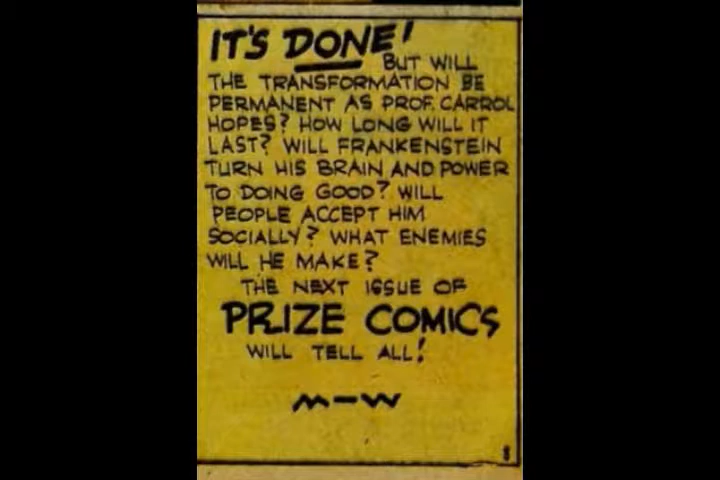 IT'S DONE!
BUT WILL
THE TRANSFORMATION BE
PERMANENT AS PROF. CARROL
HOPES? HOW LONG WILL IT
LAST? WILL FRANKENSTEIN
TURN HIS BRAIN AND POWER
TO DOING GOOD? WILL
PEOPLE ACCEPT HIM
SOCIALLY? WHAT ENEMIES
WILL HE MAKE?
THE NEXT ISSUE OF
PRIZE COMICS
WILL TELL ALL!
M-W
8